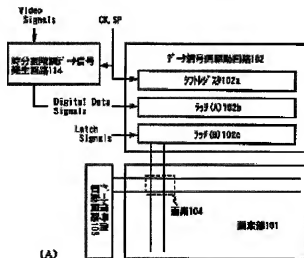 Video
Signals
CK,SP
データ信号側駆動回路102
時分割階調データ信号
発生回路114
シフトレジスタ102a
Digital Data
Signals
ラッチ(A)102b
Latch
Signals
ラッチ(B)102c
画素104
画素部101
(A)